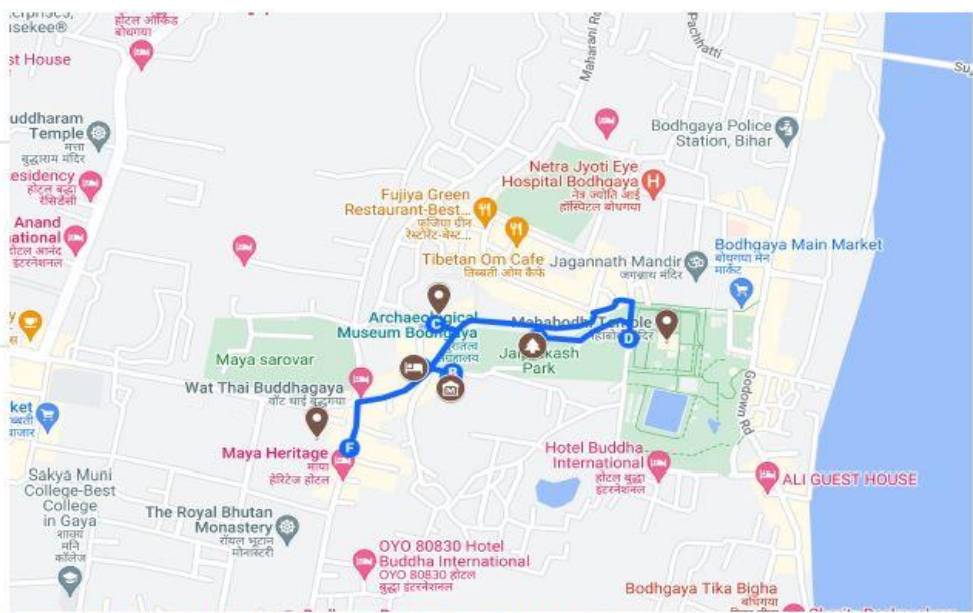 होटल ऑर्किड
बोधगया
st House
uddharam
Temple
मत्ता
बुद्धाराम मंदिर
esidency
होटल बुद्धा
रेसिडेंसी
Anand
national
होटल आनंद
इंटरनेशनल
Maharani Rd
Pachhatti
Bodhgaya Police
Station, Bihar
Netra Jyoti Eye
Hospital Bodhgaya
नेत्र ज्योति आई
हॉस्पिटल बोधगया
Fujiya Green
Restaurant-Best...
फुजिया ग्रीन
रेस्टोरेंट-बेस्ट...
Tibetan Om Cafe
तिब्बती ओम कैफे
Jagannath Mandir
जगन्नाथ मंदिर
Bodhgaya Main Market
बोधगया मेन
मार्केट
Archaeological
Museum Bodhgaya
C
Mahabodhi Temple
D
Park
B
Maya sarovar
Wat Thai Buddhagaya
वॉट थाई बुद्धगया
F
Maya Heritage
माया
हेरिटेज होटल
Godown Rd
Hotel Buddha
International
होटल बुद्धा
इंटरनेशनल
ALI GUEST HOUSE
ket
Sakya Muni
College-Best
College
in Gaya
शाक्य
मनि
कॉलेज
The Royal Bhutan
Monastery
रॉयल भूटान
मोनास्टरी
OYO 80830 Hotel
Buddha International
OYO 80830 होटल
बुद्धा इंटरनेशनल
Bodhgaya Tika Bigha
बोधगया